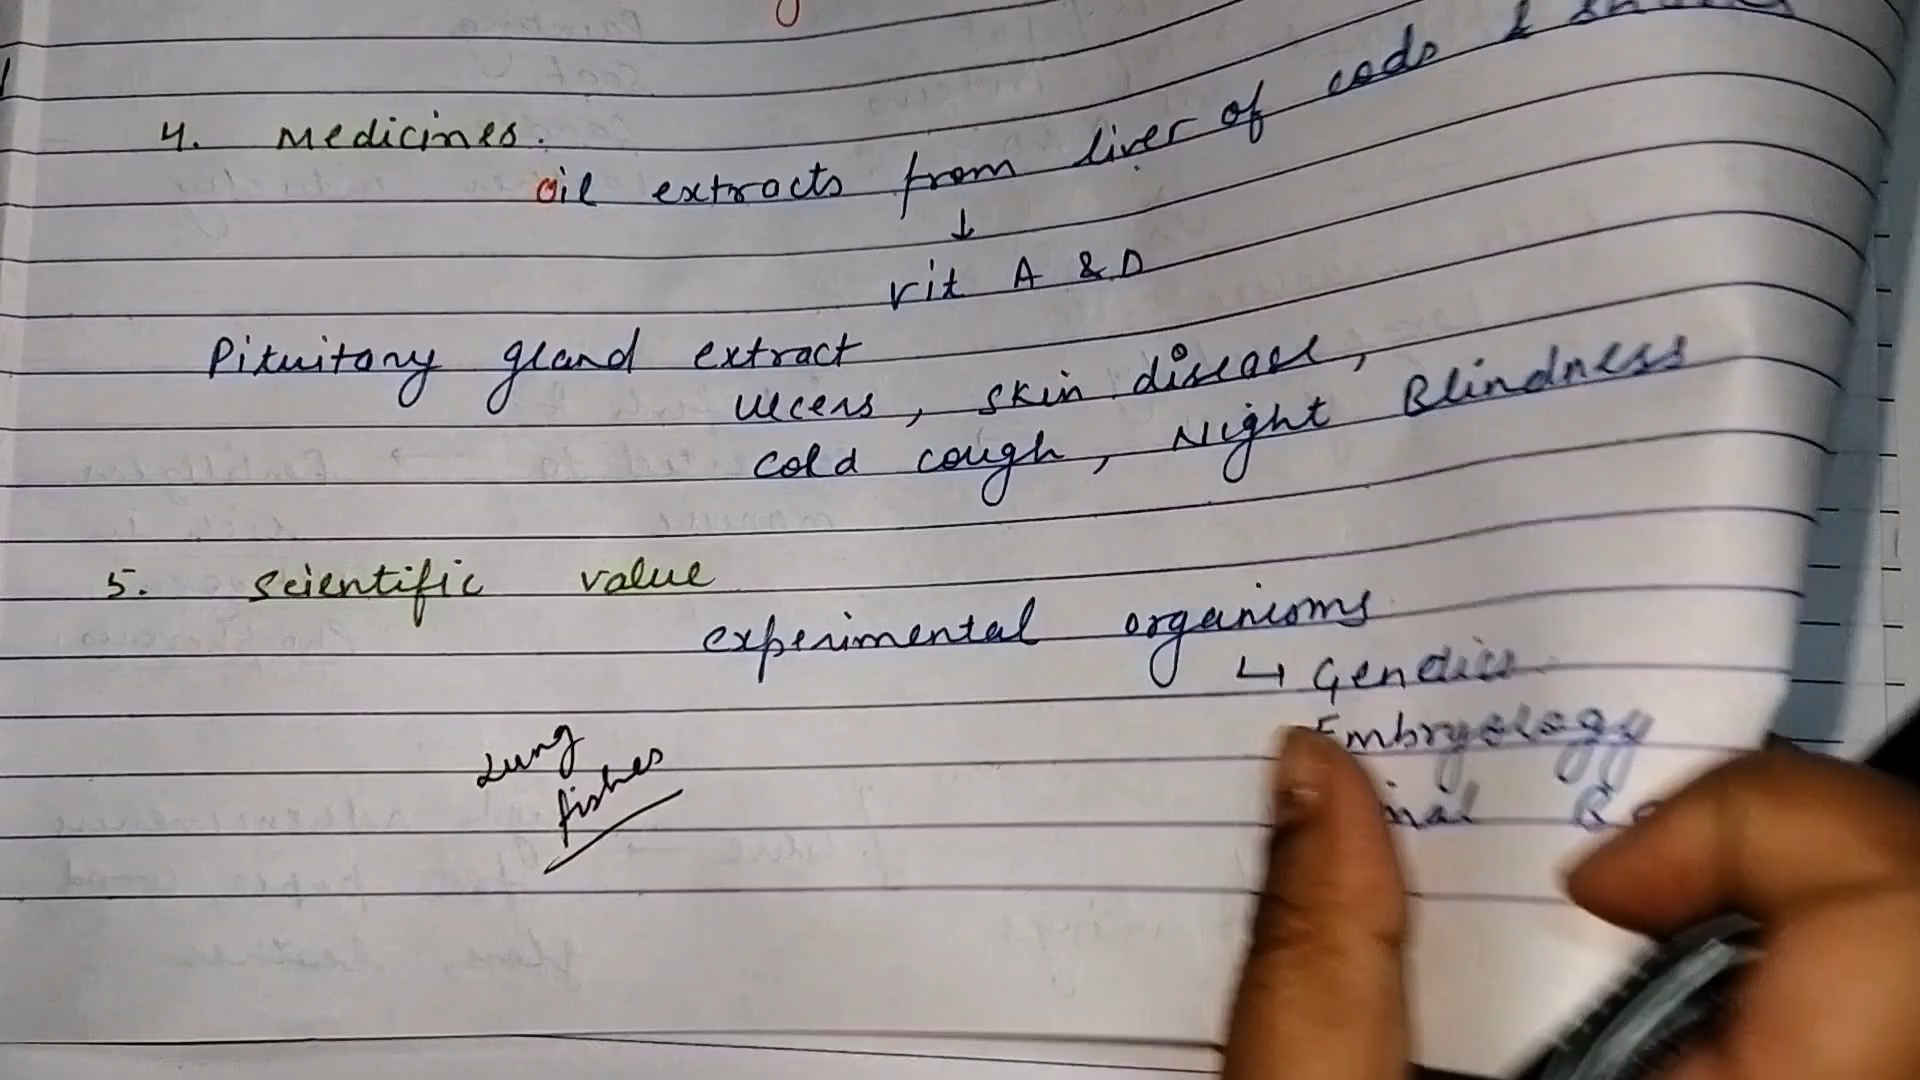 4. Medicines.
oil extracts from liver of cods &
↓
vit A & D
Pituitary gland extract
ulcers, skin disease,
cold cough, Night Blindness
5. scientific value
experimental organisms
↳ Genetics
Embryology
Lung
fishes